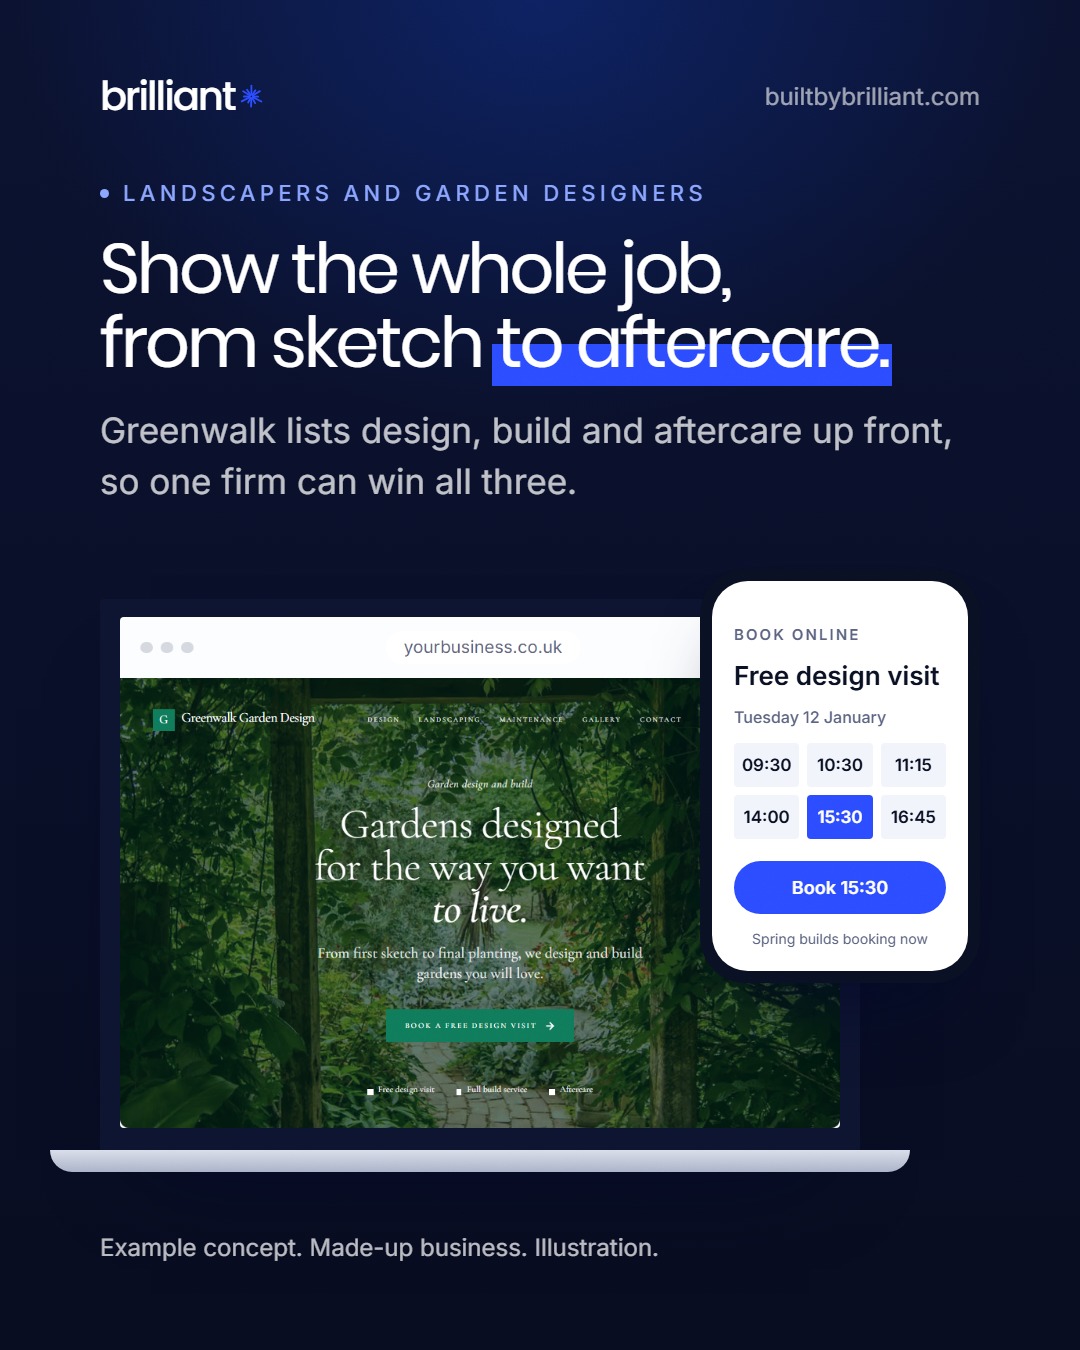 brilliant
builtbybrilliant.com
LANDSCAPERS AND GARDEN DESIGNERS
Show the whole job,
from sketch to aftercare.
Greenwalk lists design, build and aftercare up front,
so one firm can win all three.
yourbusiness.co.uk
G Greenwalk Garden Design
DESIGN LANDSCAPING MAINTENANCE GALLERY CONTACT
Garden design and build
Gardens designed
for the way you want
to live.
From first sketch to final planting, we design and build
gardens you will love.
BOOK A FREE DESIGN VISIT →
Free design visit Full build service Aftercare
BOOK ONLINE
Free design visit
Tuesday 12 January
09:30 10:30 11:15
14:00 15:30 16:45
Book 15:30
Spring builds booking now
Example concept. Made-up business. Illustration.